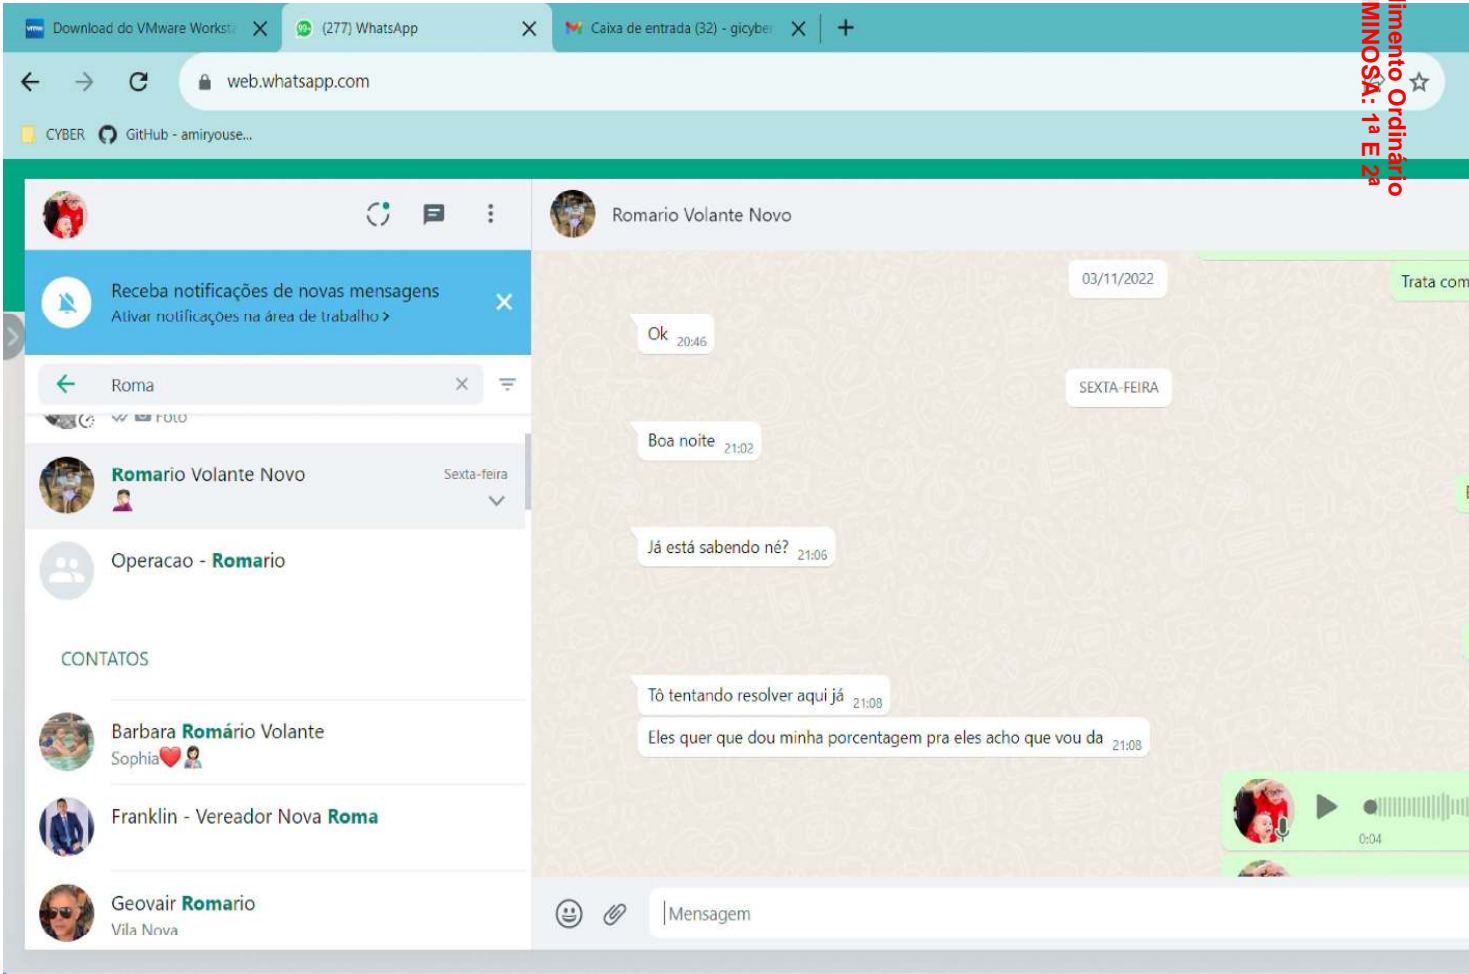 Download do VMware Workst
(277) WhatsApp
Caixa de entrada (32) - gicyber
web.whatsapp.com
CYBER
GitHub - amiryouse...
limento Ordinário
MINOSA: 1ª E 2ª
Receba notificações de novas mensagens
Ativar notificações na área de trabalho >
Roma
Foto
Romario Volante Novo
Sexta-feira
Operacao - Romario
CONTATOS
Barbara Romário Volante
Sophia❤️🤱
Franklin - Vereador Nova Roma
Geovair Romario
Vila Nova
Romario Volante Novo
03/11/2022
Trata com
Ok 20:46
SEXTA-FEIRA
Boa noite 21:02
Já está sabendo né? 21:06
Tô tentando resolver aqui já 21:08
Eles quer que dou minha porcentagem pra eles acho que vou da 21:08
0:04
Mensagem